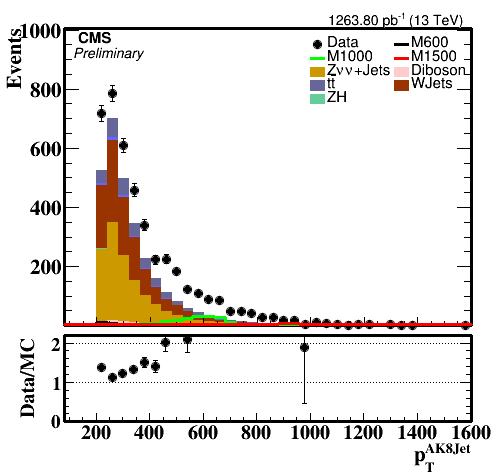 1263.80 pb⁻¹ (13 TeV)
CMS
Preliminary
Data
M600
M1000
M1500
Zνν+Jets
Diboson
tt
WJets
ZH
Events
1000
800
600
400
200
Data/MC
2
1
0
200 400 600 800 1000 1200 1400 1600
p_T^AK8Jet